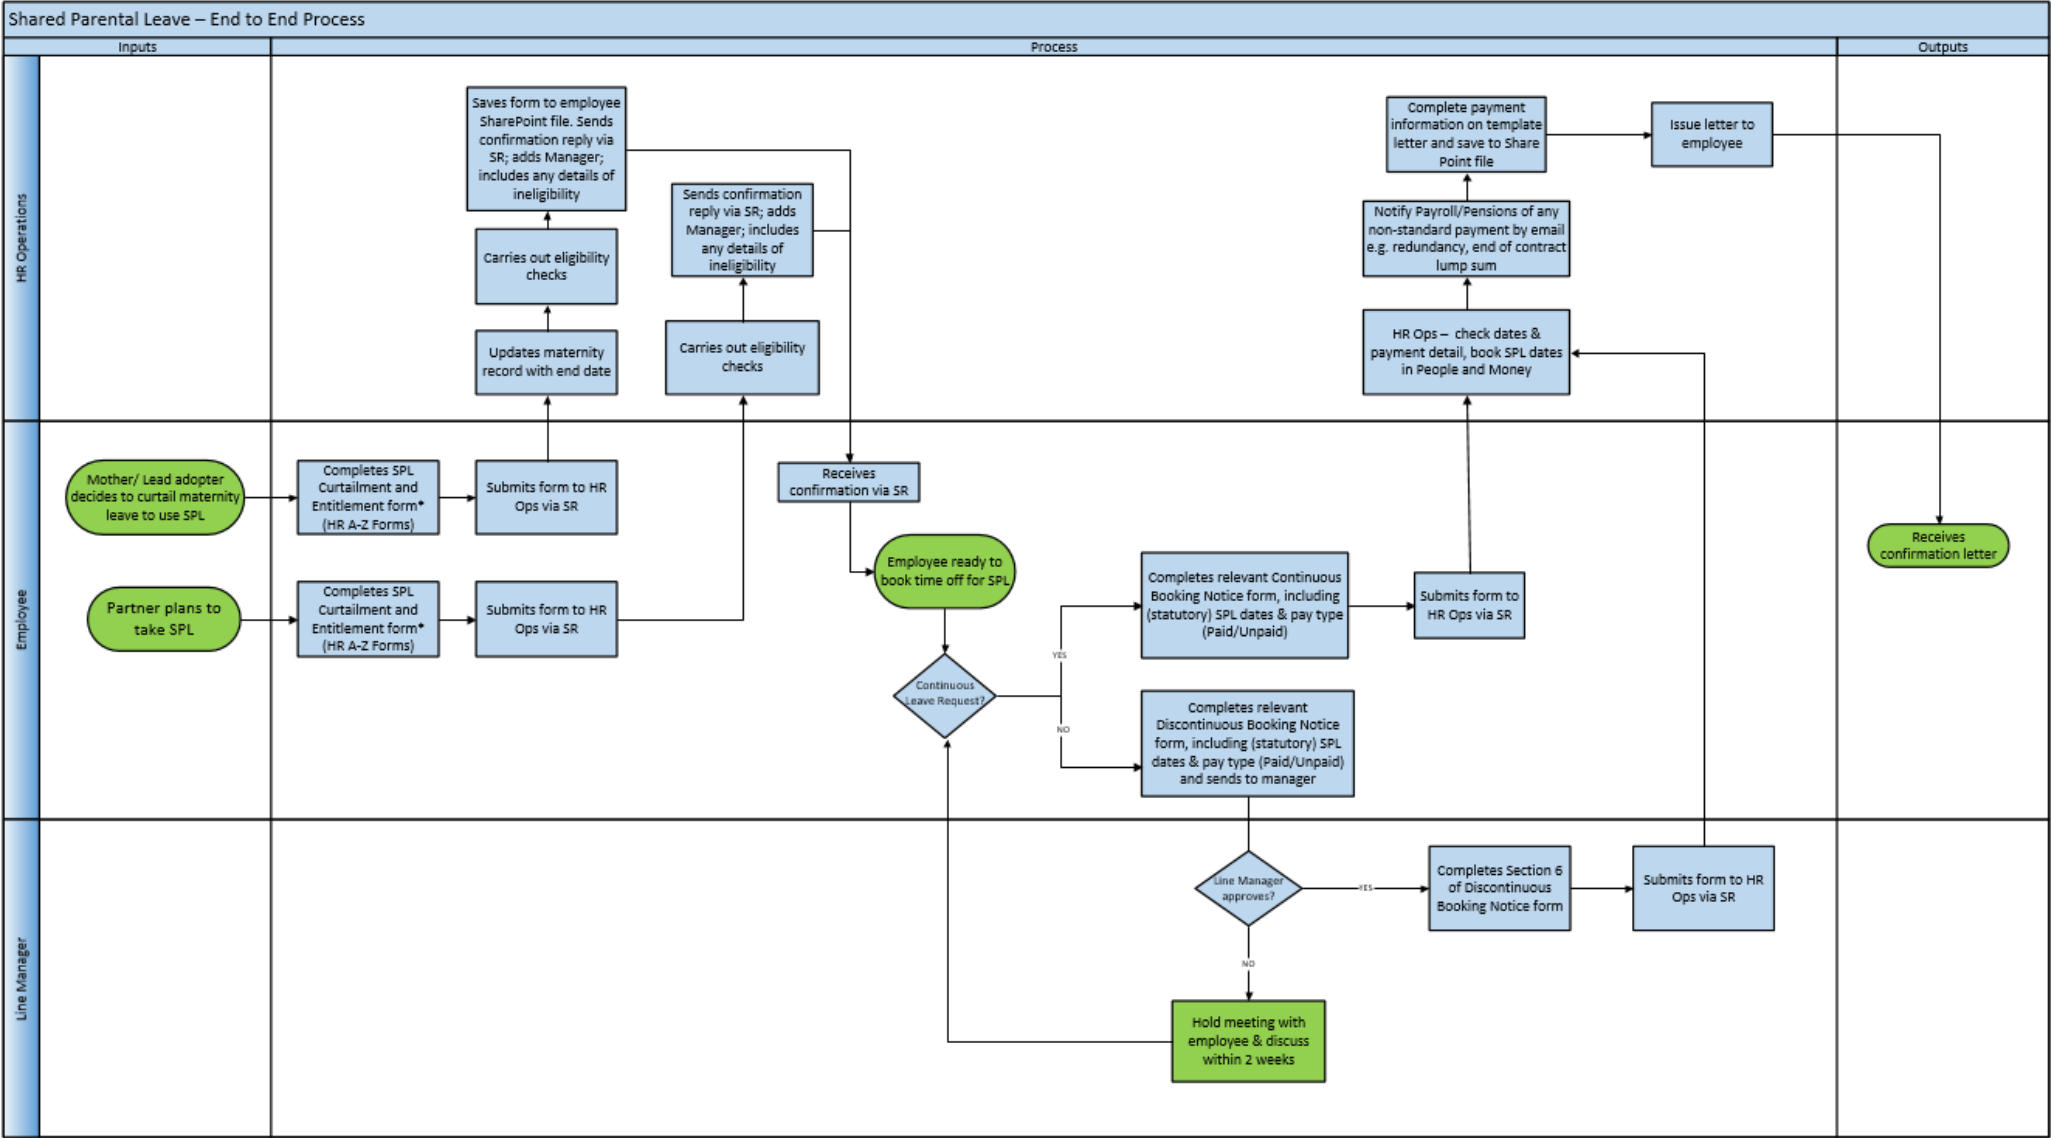 Shared Parental Leave – End to End Process
Inputs
Process
Outputs
HR Operations
Saves form to employee
SharePoint file. Sends
confirmation reply via
SR; adds Manager;
includes any details of
ineligibility
Carries out eligibility
checks
Updates maternity
record with end date
Sends confirmation
reply via SR; adds
Manager; includes
any details of
ineligibility
Carries out eligibility
checks
Complete payment
information on template
letter and save to Share
Point file
Issue letter to
employee
Notify Payroll/Pensions of any
non-standard payment by email
e.g. redundancy, end of contract
lump sum
HR Ops – check dates &
payment detail, book SPL dates
in People and Money
Employee
Mother/ Lead adopter
decides to curtail maternity
leave to use SPL
Completes SPL
Curtailment and
Entitlement form*
(HR A-Z Forms)
Submits form to HR
Ops via SR
Partner plans to
take SPL
Completes SPL
Curtailment and
Entitlement form*
(HR A-Z Forms)
Submits form to HR
Ops via SR
Receives
confirmation via SR
Employee ready to
book time off for SPL
Continuous
Leave Request?
YES
NO
Completes relevant Continuous
Booking Notice form, including
(statutory) SPL dates & pay type
(Paid/Unpaid)
Submits form to
HR Ops via SR
Completes relevant
Discontinuous Booking Notice
form, including (statutory) SPL
dates & pay type (Paid/Unpaid)
and sends to manager
Receives
confirmation letter
Line Manager
Line Manager
approves?
YES
Completes Section 6
of Discontinuous
Booking Notice form
Submits form to HR
Ops via SR
NO
Hold meeting with
employee & discuss
within 2 weeks